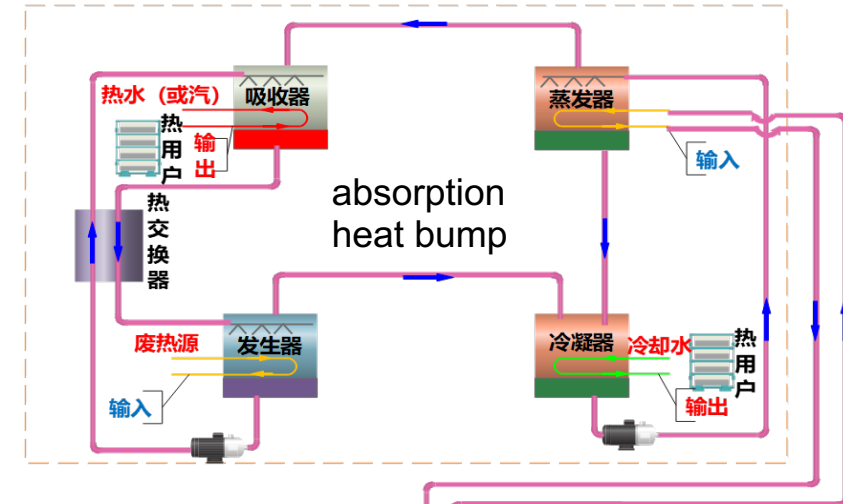 热水（或汽）
吸收器
热用户
输出
蒸发器
输入
热交换器
absorption
heat bump
废热源
发生器
输入
冷凝器
冷却水
热用户
输出